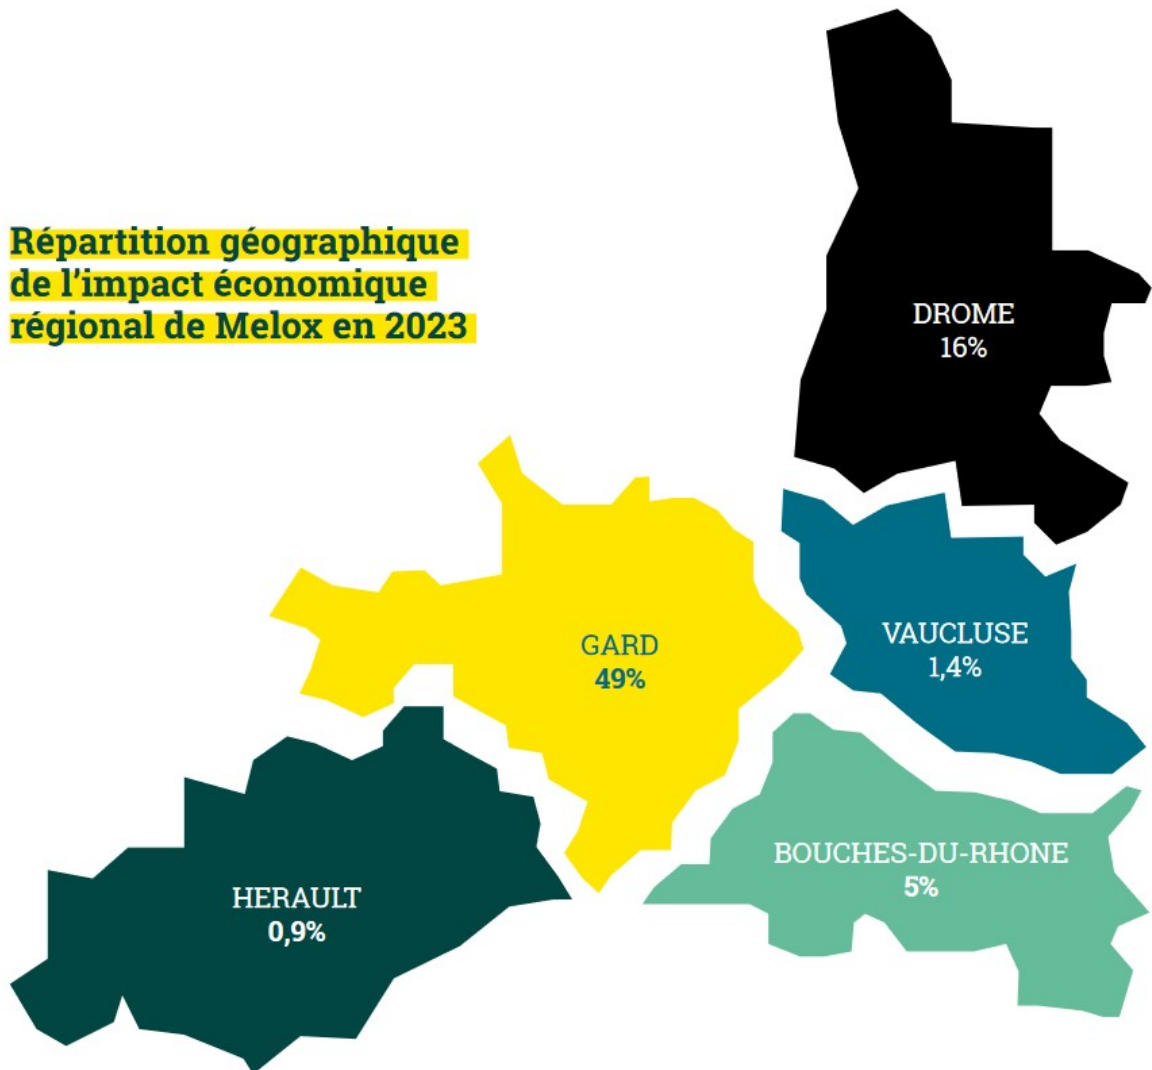 Répartition géographique
de l'impact économique
régional de Melox en 2023
DROME
16%
GARD
49%
VAUCLUSE
1,4%
BOUCHES-DU-RHONE
5%
HERAULT
0,9%